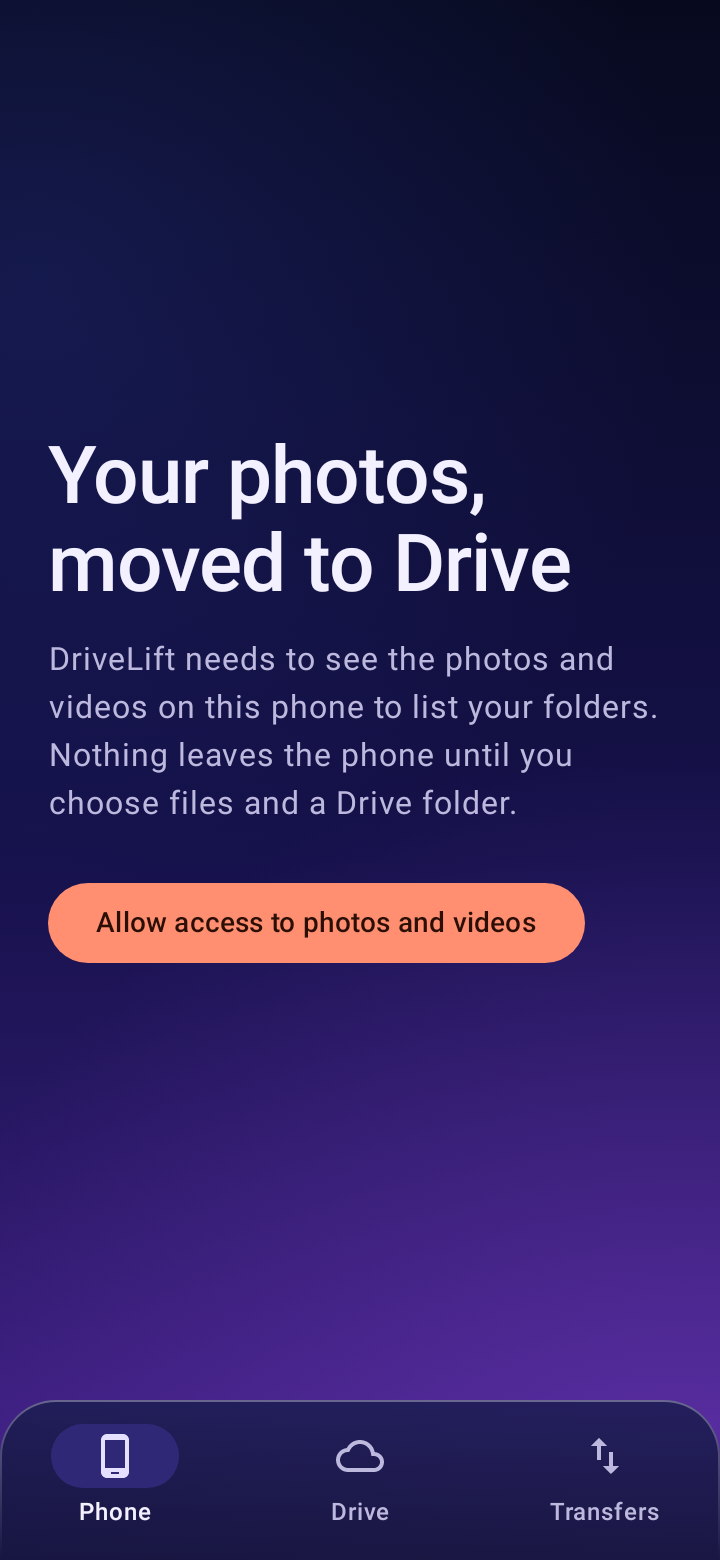 Your photos,
moved to Drive
DriveLift needs to see the photos and
videos on this phone to list your folders.
Nothing leaves the phone until you
choose files and a Drive folder.
Allow access to photos and videos
Phone
Drive
Transfers